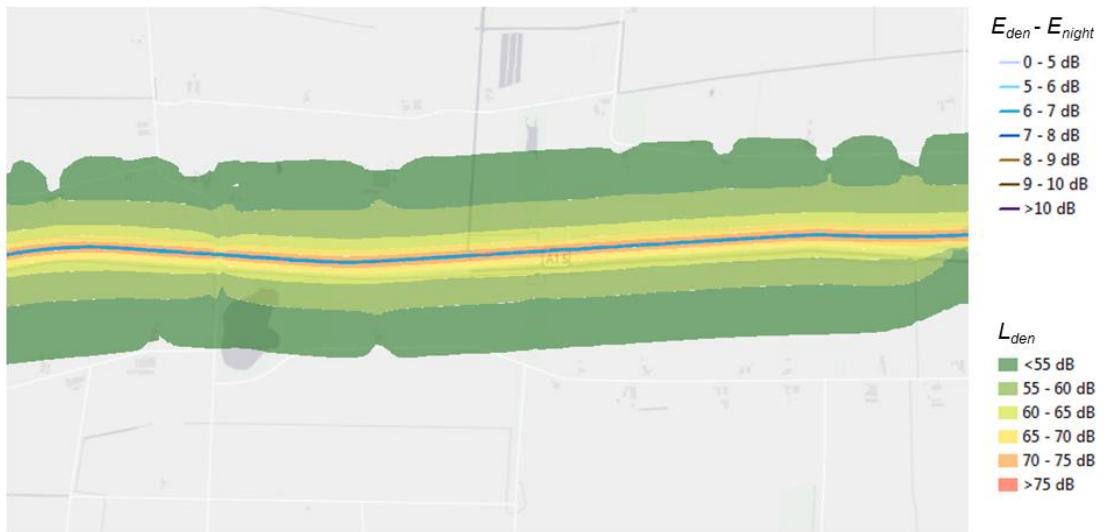 E_den - E_night
0 - 5 dB
5 - 6 dB
6 - 7 dB
7 - 8 dB
8 - 9 dB
9 - 10 dB
>10 dB
A15
L_den
<55 dB
55 - 60 dB
60 - 65 dB
65 - 70 dB
70 - 75 dB
>75 dB